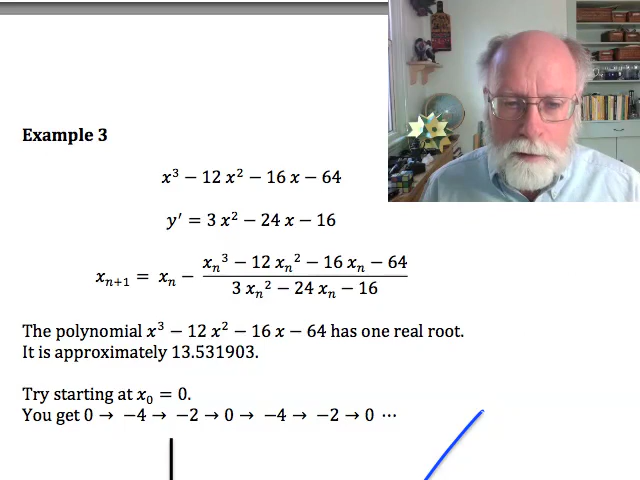 Example 3
x³ − 12 x² − 16 x − 64
y′ = 3 x² − 24 x − 16
xₙ₊₁ = xₙ − (xₙ³ − 12 xₙ² − 16 xₙ − 64) / (3 xₙ² − 24 xₙ − 16)
The polynomial x³ − 12 x² − 16 x − 64 has one real root.
It is approximately 13.531903.
Try starting at x₀ = 0.
You get 0 → −4 → −2 → 0 → −4 → −2 → 0 ⋯